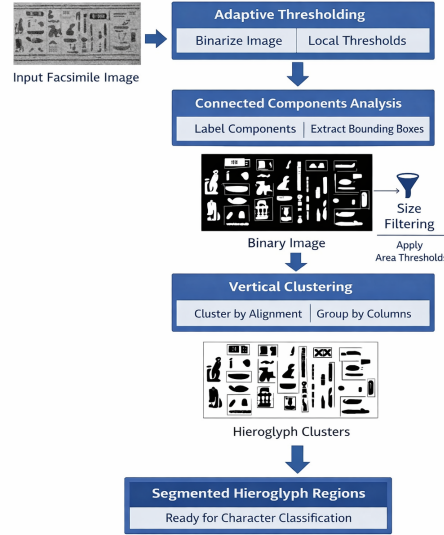 Adaptive Thresholding
Binarize Image | Local Thresholds
Input Facsimile Image
Connected Components Analysis
Label Components | Extract Bounding Boxes
Size
Filtering
Binary Image
Apply
Area Thresholds
Vertical Clustering
Cluster by Alignment | Group by Columns
Hieroglyph Clusters
Segmented Hieroglyph Regions
Ready for Character Classification